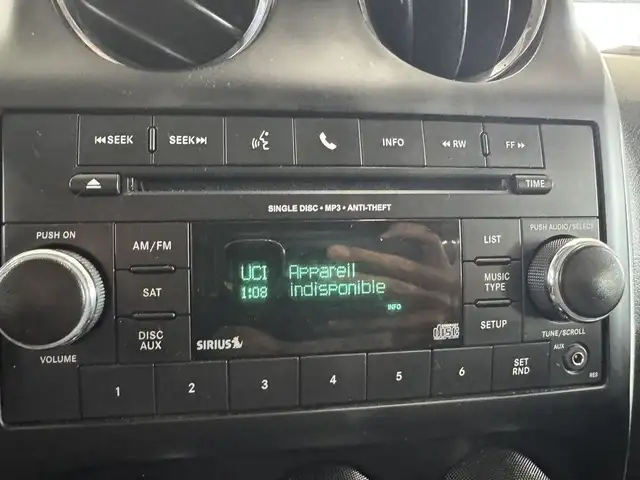 SEEK
SEEK
INFO
RW
FF
TIME
SINGLE DISC • MP3 • ANTI-THEFT
PUSH ON
VOLUME
AM/FM
SAT
DISC
AUX
UCI Appareil
1:08 indisponible
INFO
SIRIUS
DISC
LIST
MUSIC
TYPE
SETUP
PUSH AUDIO/SELECT
TUNE/SCROLL
AUX
RES
1
2
3
4
5
6
SET
RND